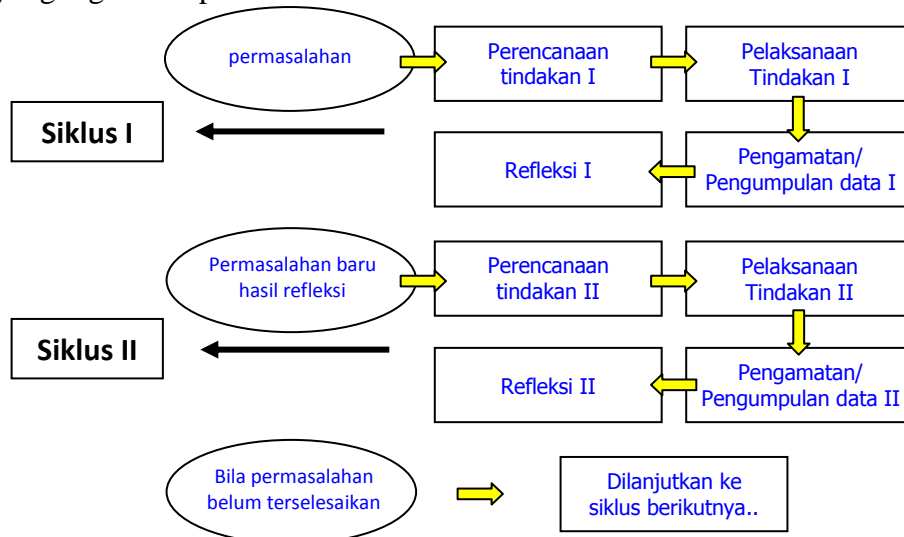 permasalahan
Perencanaan
tindakan I
Pelaksanaan
Tindakan I
Siklus I
Refleksi I
Pengamatan/
Pengumpulan data I
Permasalahan baru
hasil refleksi
Perencanaan
tindakan II
Pelaksanaan
Tindakan II
Siklus II
Refleksi II
Pengamatan/
Pengumpulan data II
Bila permasalahan
belum terselesaikan
Dilanjutkan ke
siklus berikutnya..